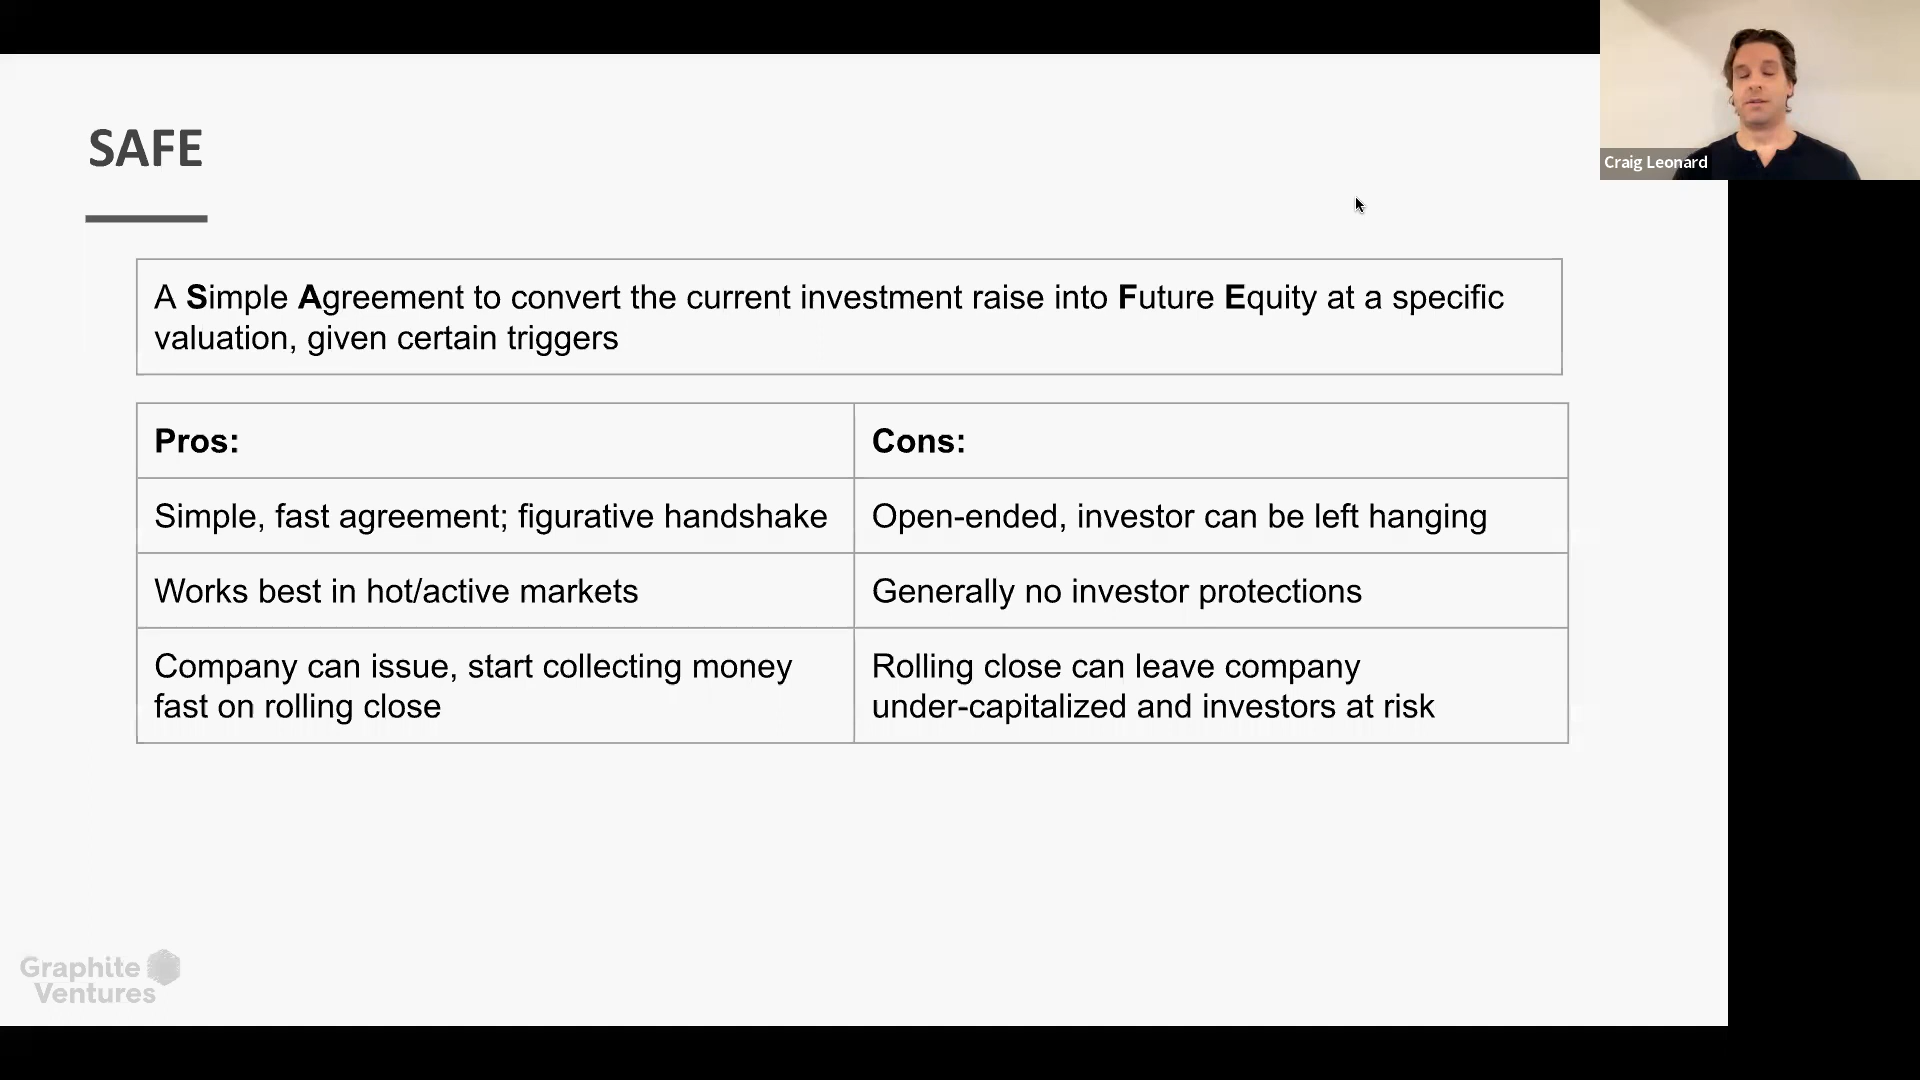 Craig Leonard
SAFE
A Simple Agreement to convert the current investment raise into Future Equity at a specific
valuation, given certain triggers
Pros:
Cons:
Simple, fast agreement; figurative handshake
Open-ended, investor can be left hanging
Works best in hot/active markets
Generally no investor protections
Company can issue, start collecting money
fast on rolling close
Rolling close can leave company
under-capitalized and investors at risk
Graphite
Ventures